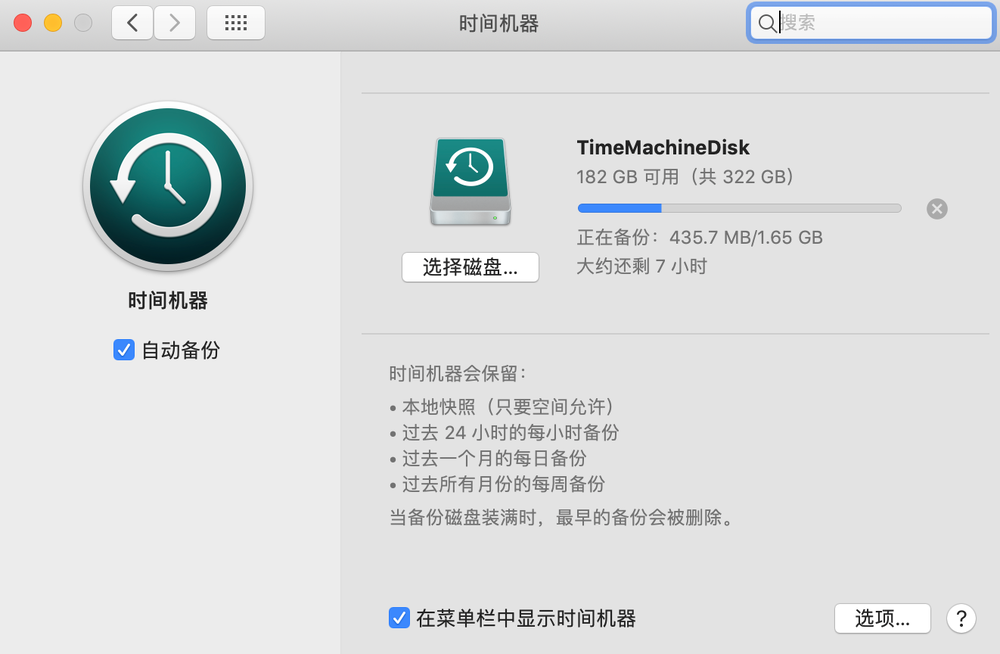 时间机器
搜索
TimeMachineDisk
182 GB 可用（共 322 GB）
正在备份：435.7 MB/1.65 GB
大约还剩 7 小时
选择磁盘...
时间机器
自动备份
时间机器会保留：
• 本地快照（只要空间允许）
• 过去 24 小时的每小时备份
• 过去一个月的每日备份
• 过去所有月份的每周备份
当备份磁盘装满时，最早的备份会被删除。
在菜单栏中显示时间机器
选项...
?